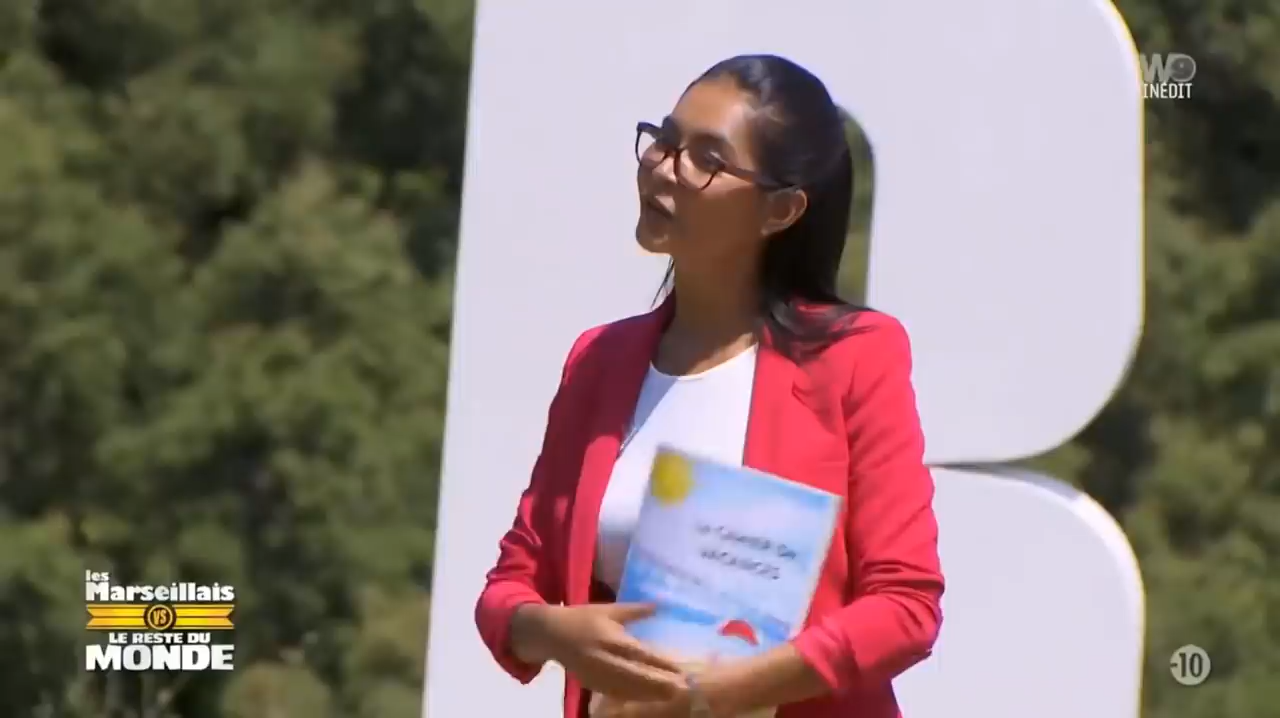 W9
INÉDIT
LE CAHIER DE
VACANCES
les
Marseillais
VS
LE RESTE DU
MONDE
-10
B